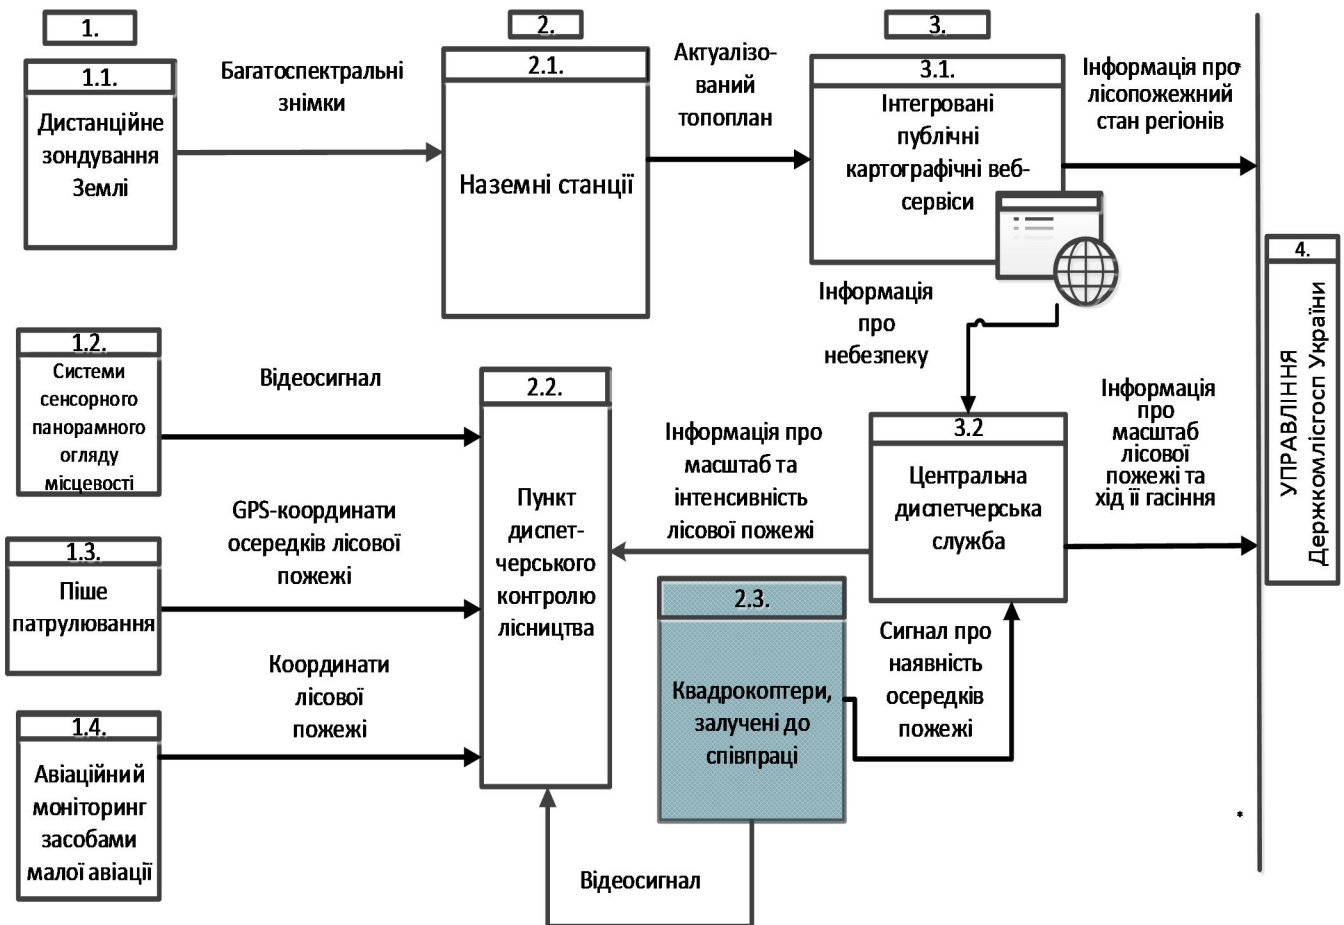 1.
2.
3.
1.1.
Дистанційне
зондування
Землі
Багатоспектральні
знімки
2.1.
Наземні станції
Актуалізо-
ваний
топоплан
3.1.
Інтегровані
публічні
картографічні веб-
сервіси
Інформація про
лісопожежний
стан регіонів
4.
УПРАВЛІННЯ
Держкомлісгосп України
Інформація
про
небезпеку
1.2.
Системи
сенсорного
панорамного
огляду
місцевості
Відеосигнал
2.2.
Пункт
диспет-
черського
контролю
лісництва
Інформація про
масштаб та
інтенсивність
лісової пожежі
3.2
Центральна
диспетчерська
служба
Інформація
про
масштаб
лісової
пожежі та
хід її гасіння
GPS-координати
осередків лісової
пожежі
1.3.
Піше
патрулювання
2.3.
Квадрокоптери,
залучені до
співпраці
Сигнал про
наявність
осередків
пожежі
Координати
лісової
пожежі
1.4.
Авіаційний
моніторинг
засобами
малої авіації
Відеосигнал